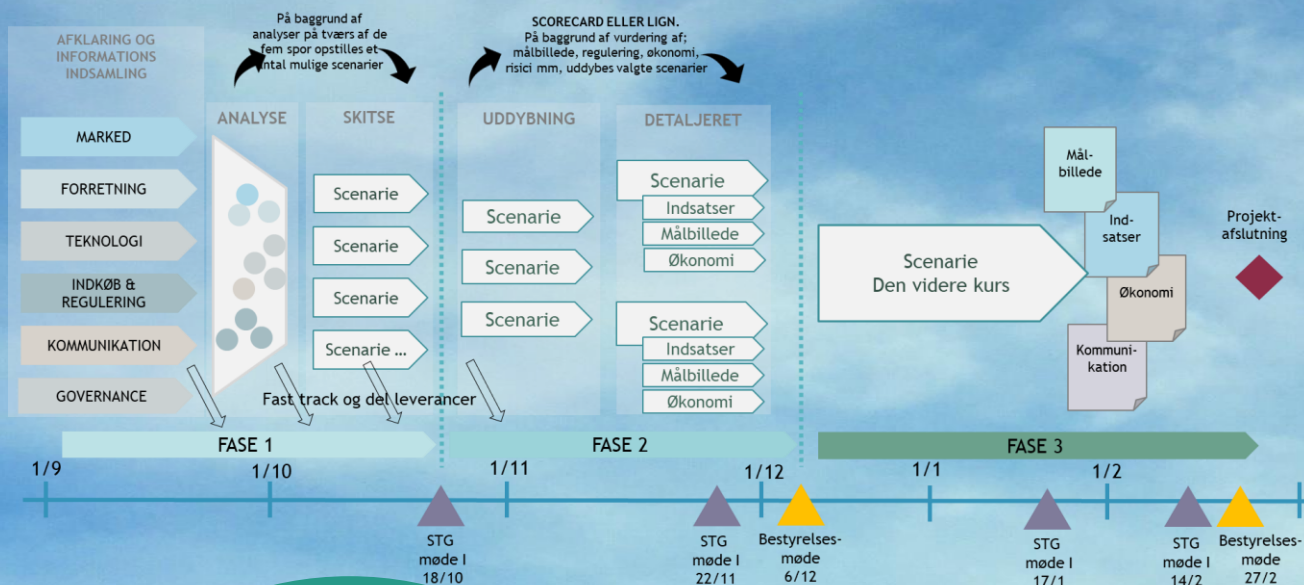 AFKLARING OG
INFORMATIONS
INDSAMLING
På baggrund af
analyser på tværs af de
fem spor opstilles et
antal mulige scenarier
SCORECARD ELLER LIGN.
På baggrund af vurdering af;
målbillede, regulering, økonomi,
risici mm, uddybes valgte scenarier
ANALYSE
SKITSE
UDDYBNING
DETALJERET
MARKED
FORRETNING
TEKNOLOGI
INDKØB &
REGULERING
KOMMUNIKATION
GOVERNANCE
Scenarie
Scenarie
Scenarie
Scenarie ...
Scenarie
Scenarie
Scenarie
Scenarie
Indsatser
Målbillede
Økonomi
Scenarie
Indsatser
Målbillede
Økonomi
Scenarie
Den videre kurs
Mål-
billede
Ind-
satser
Økonomi
Kommuni-
kation
Projekt-
afslutning
Fast track og del leverancer
FASE 1
FASE 2
FASE 3
1/9
1/10
1/11
1/12
1/1
1/2
STG
møde I
18/10
STG
møde I
22/11
Bestyrelses-
møde
6/12
STG
møde I
17/1
STG
møde I
14/2
Bestyrelses-
møde
27/2